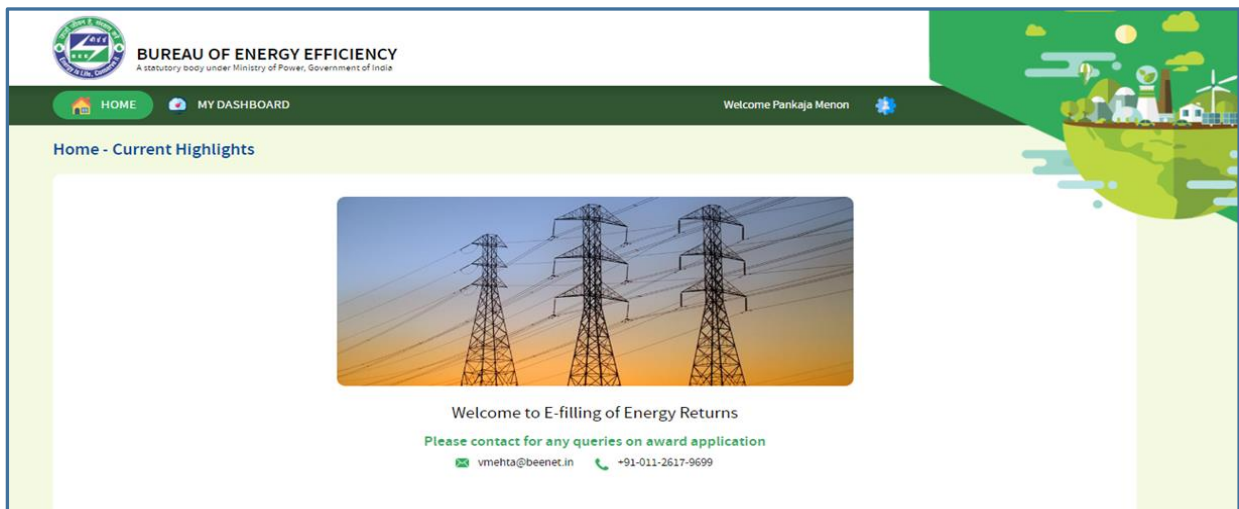 BUREAU OF ENERGY EFFICIENCY
A statutory body under Ministry of Power, Government of India
HOME
MY DASHBOARD
Welcome Pankaja Menon
Home - Current Highlights
Welcome to E-filling of Energy Returns
Please contact for any queries on award application
vmehta@beenet.in +91-011-2617-9699